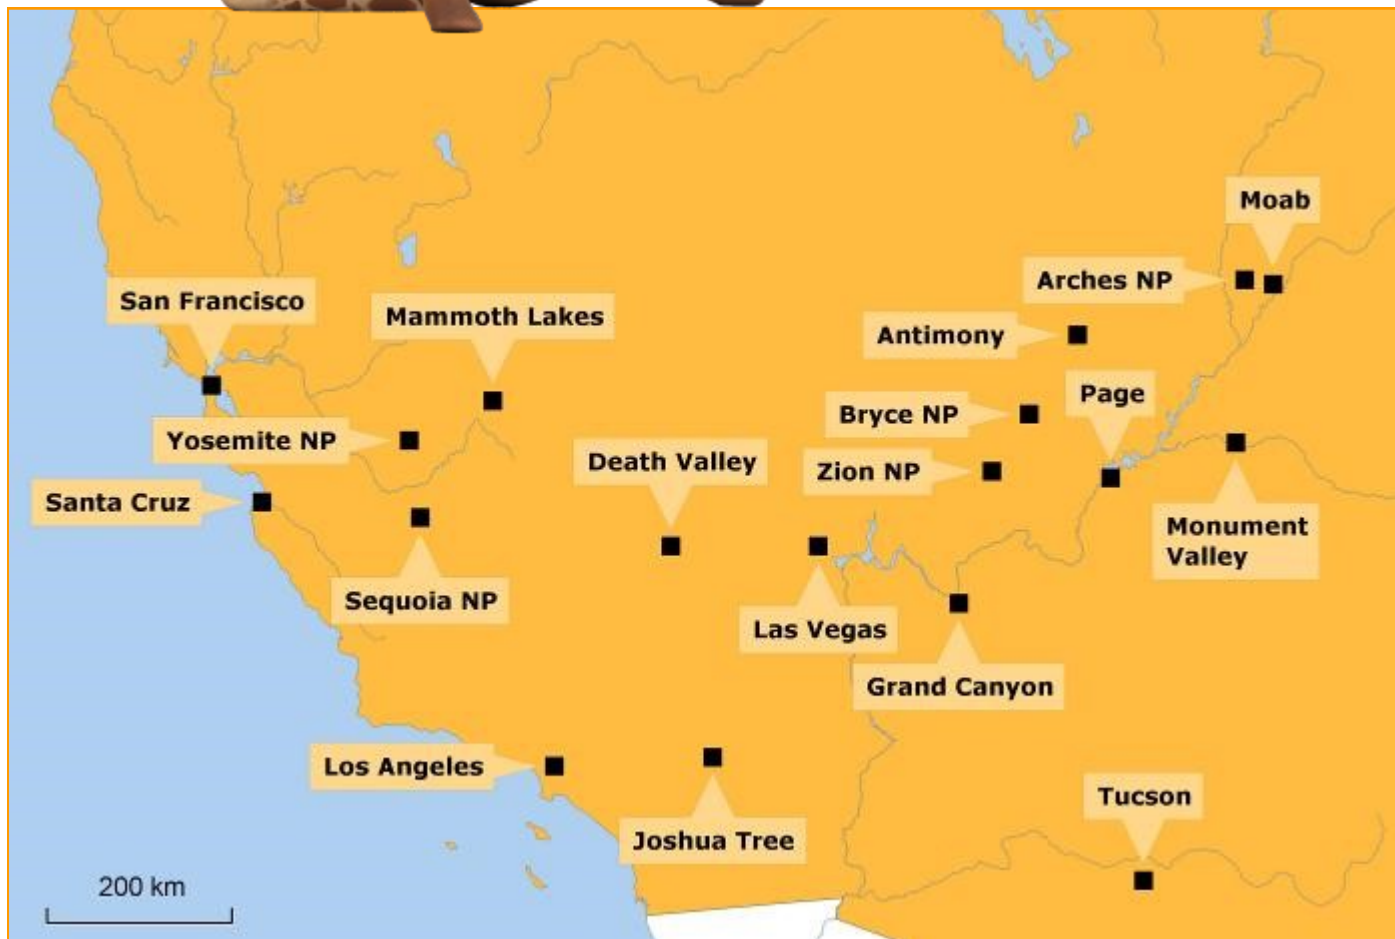 Moab
Arches NP
San Francisco
Mammoth Lakes
Antimony
Page
Bryce NP
Yosemite NP
Death Valley
Zion NP
Santa Cruz
Monument
Valley
Sequoia NP
Las Vegas
Grand Canyon
Los Angeles
Tucson
Joshua Tree
200 km